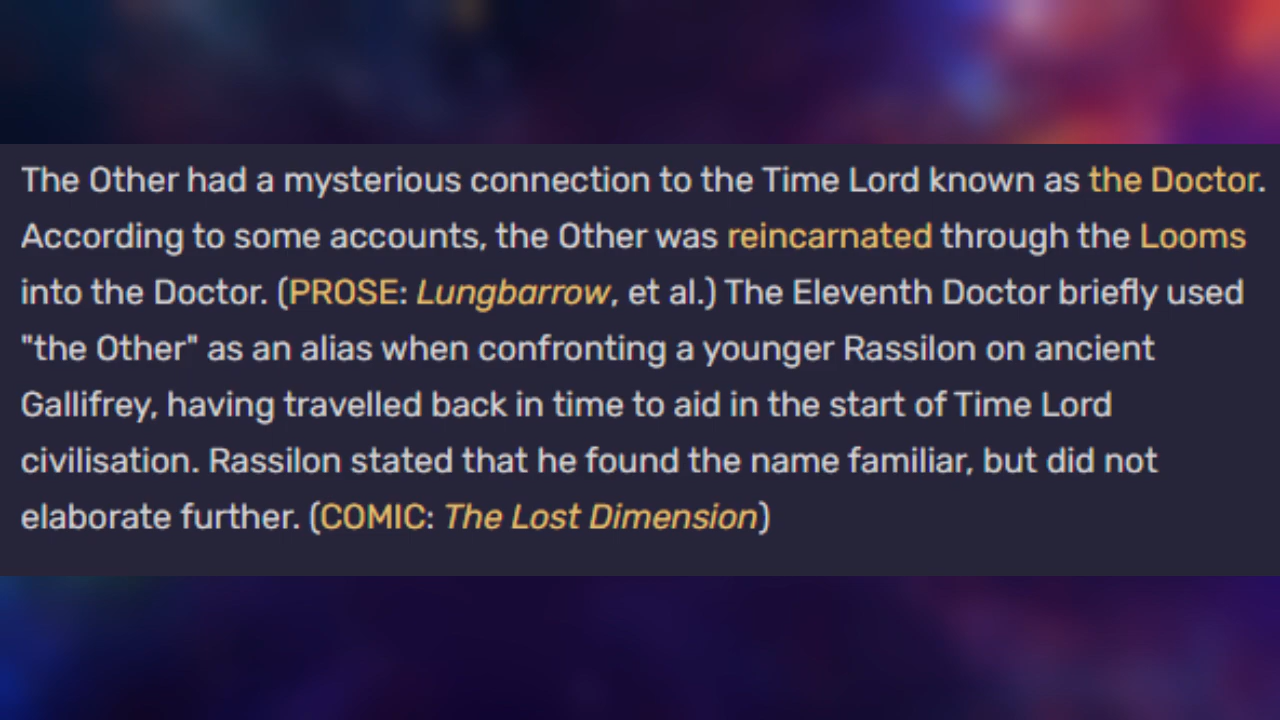 The Other had a mysterious connection to the Time Lord known as the Doctor.
According to some accounts, the Other was reincarnated through the Looms
into the Doctor. (PROSE: Lungbarrow, et al.) The Eleventh Doctor briefly used
"the Other" as an alias when confronting a younger Rassilon on ancient
Gallifrey, having travelled back in time to aid in the start of Time Lord
civilisation. Rassilon stated that he found the name familiar, but did not
elaborate further. (COMIC: The Lost Dimension)